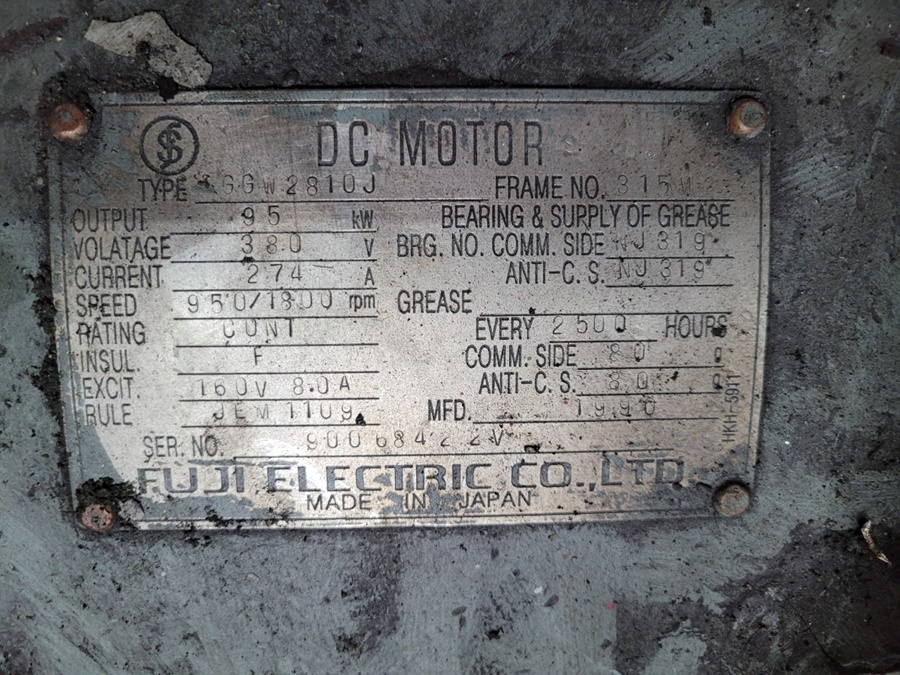 DC MOTOR
TYPE GGW2810J FRAME NO. 315M
OUTPUT 95 kW BEARING & SUPPLY OF GREASE
VOLATAGE 380 V BRG. NO. COMM. SIDE NJ319
CURRENT 274 A ANTI-C. S. NJ319
SPEED 950/1800 rpm GREASE
RATING CONT EVERY 2500 HOURS
INSUL. F COMM. SIDE 80 g
EXCIT. 160V 8.0A ANTI-C. S. 80 g
RULE JEM1109 MFD. 1990
SER. NO. 90068422V
HKH-5911
FUJI ELECTRIC CO.,LTD.
MADE IN JAPAN